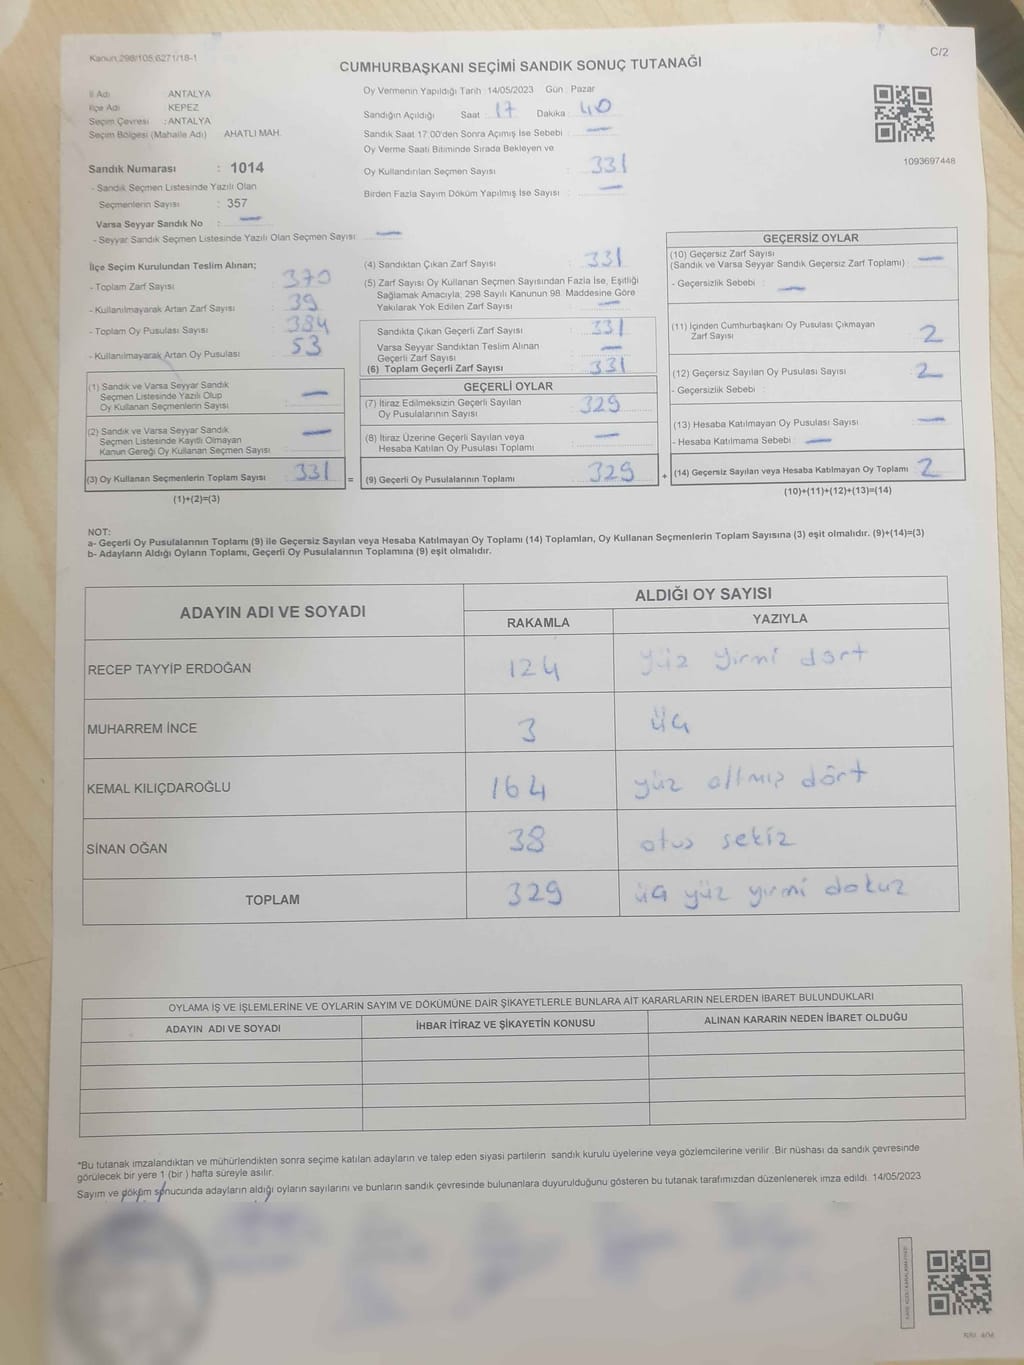 Kanun:298/105,6271/18-1
C/2
CUMHURBAŞKANI SEÇİMİ SANDIK SONUÇ TUTANAĞI
İl Adı : ANTALYA
İlçe Adı : KEPEZ
Seçim Çevresi : ANTALYA
Seçim Bölgesi (Mahalle Adı) AHATLI MAH.
Sandık Numarası : 1014
- Sandık Seçmen Listesinde Yazılı Olan
Seçmenlerin Sayısı : 357
Varsa Seyyar Sandık No : —
- Seyyar Sandık Seçmen Listesinde Yazılı Olan Seçmen Sayısı : —
Oy Vermenin Yapıldığı Tarih : 14/05/2023 Gün : Pazar
Sandığın Açıldığı Saat : 17 Dakika : 40
Sandık Saat 17:00'den Sonra Açımış İse Sebebi : —
Oy Verme Saati Bitiminde Sırada Bekleyen ve
Oy Kullandırılan Seçmen Sayısı : 331
Birden Fazla Sayım Döküm Yapılmış İse Sayısı : —
1093697448
İlçe Seçim Kurulundan Teslim Alınan;
- Toplam Zarf Sayısı : 370
- Kullanılmayarak Artan Zarf Sayısı : 39
- Toplam Oy Pusulası Sayısı : 384
- Kullanılmayarak Artan Oy Pusulası : 53
(1) Sandık ve Varsa Seyyar Sandık
Seçmen Listesinde Yazılı Olup
Oy Kullanan Seçmenlerin Sayısı : —
(2) Sandık ve Varsa Seyyar Sandık
Seçmen Listesinde Kayıtlı Olmayan
Kanun Gereği Oy Kullanan Seçmen Sayısı : —
(3) Oy Kullanan Seçmenlerin Toplam Sayısı : 331 =
(1)+(2)=(3)
(4) Sandıktan Çıkan Zarf Sayısı : 331
(5) Zarf Sayısı Oy Kullanan Seçmen Sayısından Fazla İse, Eşitliği
Sağlamak Amacıyla; 298 Sayılı Kanunun 98. Maddesine Göre
Yakılarak Yok Edilen Zarf Sayısı : —
Sandıkta Çıkan Geçerli Zarf Sayısı : 331
Varsa Seyyar Sandıktan Teslim Alınan
Geçerli Zarf Sayısı : —
(6) Toplam Geçerli Zarf Sayısı : 331
GEÇERLİ OYLAR
(7) İtiraz Edilmeksizin Geçerli Sayılan
Oy Pusulalarının Sayısı : 329
(8) İtiraz Üzerine Geçerli Sayılan veya
Hesaba Katılan Oy Pusulası Toplamı : —
(9) Geçerli Oy Pusulalarının Toplamı : 329 +
GEÇERSİZ OYLAR
(10) Geçersiz Zarf Sayısı
(Sandık ve Varsa Seyyar Sandık Geçersiz Zarf Toplamı) : —
- Geçersizlik Sebebi : —
(11) İçinden Cumhurbaşkanı Oy Pusulası Çıkmayan
Zarf Sayısı : 2
(12) Geçersiz Sayılan Oy Pusulası Sayısı : 2
- Geçersizlik Sebebi :
(13) Hesaba Katılmayan Oy Pusulası Sayısı : —
- Hesaba Katılmama Sebebi : —
(14) Geçersiz Sayılan veya Hesaba Katılmayan Oy Toplamı : 2
(10)+(11)+(12)+(13)=(14)
NOT:
a- Geçerli Oy Pusulalarının Toplamı (9) ile Geçersiz Sayılan veya Hesaba Katılmayan Oy Toplamı (14) Toplamları, Oy Kullanan Seçmenlerin Toplam Sayısına (3) eşit olmalıdır. (9)+(14)=(3)
b- Adayların Aldığı Oyların Toplamı, Geçerli Oy Pusulalarının Toplamına (9) eşit olmalıdır.
ADAYIN ADI VE SOYADI ALDIĞI OY SAYISI
RAKAMLA YAZIYLA
RECEP TAYYİP ERDOĞAN 124 yüz yirmi dört
MUHARREM İNCE 3 üç
KEMAL KILIÇDAROĞLU 164 yüz altmış dört
SİNAN OĞAN 38 otuz sekiz
TOPLAM 329 üç yüz yirmi dokuz
OYLAMA İŞ VE İŞLEMLERİNE VE OYLARIN SAYIM VE DÖKÜMÜNE DAİR ŞİKAYETLERLE BUNLARA AİT KARARLARIN NELERDEN İBARET BULUNDUKLARI
ADAYIN ADI VE SOYADI İHBAR İTİRAZ VE ŞİKAYETİN KONUSU ALINAN KARARIN NEDEN İBARET OLDUĞU
*Bu tutanak imzalandıktan ve mühürlendikten sonra seçime katılan adayların ve talep eden siyasi partilerin sandık kurulu üyelerine veya gözlemcilerine verilir .Bir nüshası da sandık çevresinde
görülecek bir yere 1 (bir ) hafta süreyle asılır.
Sayım ve döküm sonucunda adayların aldığı oyların sayılarını ve bunların sandık çevresinde bulunanlara duyurulduğunu gösteren bu tutanak tarafımızdan düzenlenerek imza edildi. 14/05/2023